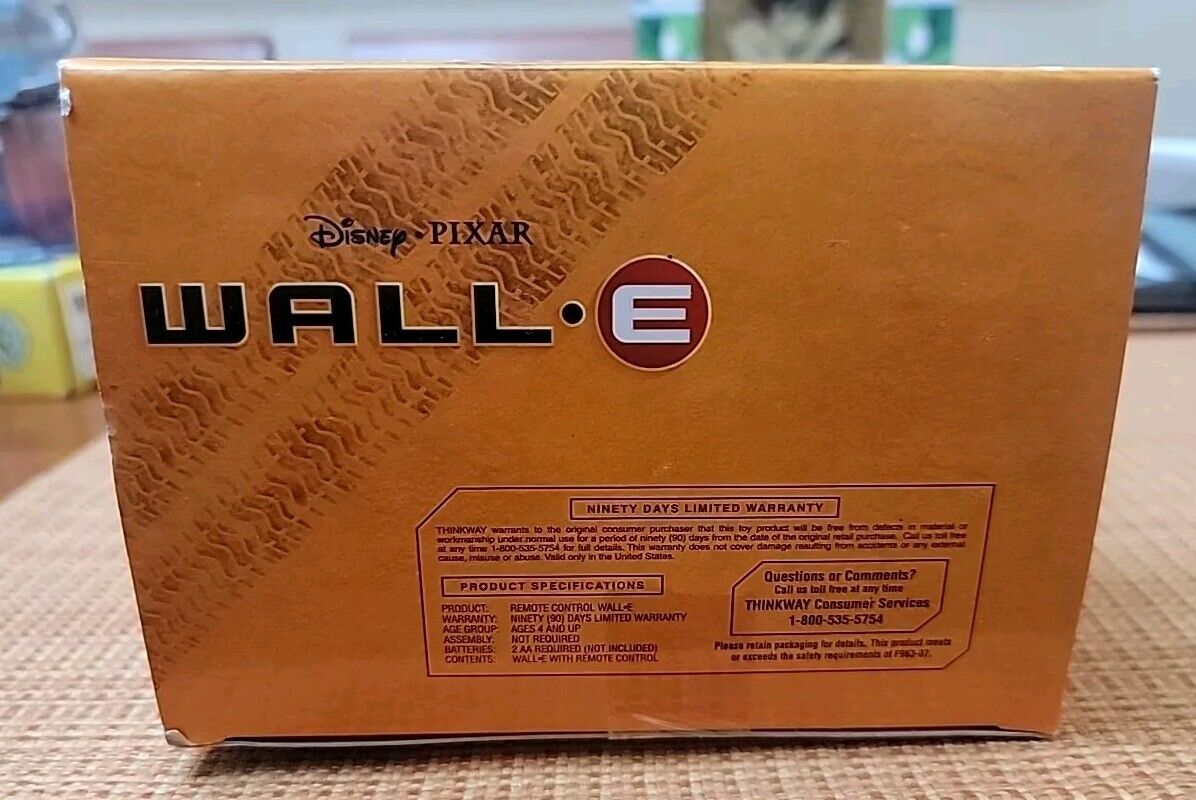 Disney•PIXAR
WALL•E
NINETY DAYS LIMITED WARRANTY
THINKWAY warrants to the original consumer purchaser that this toy product will be free from defects in material or
workmanship under normal use for a period of ninety (90) days from the date of the original retail purchase. Call us toll free
at any time 1-800-535-5754 for full details. This warranty does not cover damage resulting from accidents or any external
cause, misuse or abuse. Valid only in the United States.
PRODUCT SPECIFICATIONS
PRODUCT: REMOTE CONTROL WALL•E
WARRANTY: NINETY (90) DAYS LIMITED WARRANTY
AGE GROUP: AGES 4 AND UP
ASSEMBLY: NOT REQUIRED
BATTERIES: 2 AA REQUIRED (NOT INCLUDED)
CONTENTS: WALL•E WITH REMOTE CONTROL
Questions or Comments?
Call us toll free at any time
THINKWAY Consumer Services
1-800-535-5754
Please retain packaging for details. This product meets
or exceeds the safety requirements of F963-07.